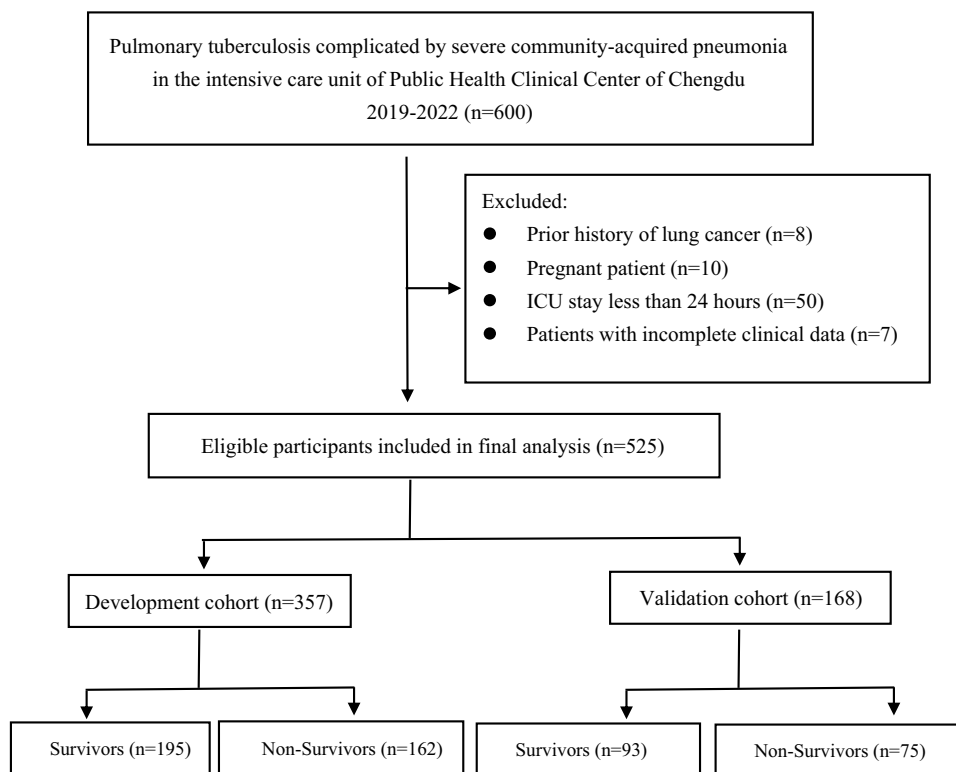 Pulmonary tuberculosis complicated by severe community-acquired pneumonia
in the intensive care unit of Public Health Clinical Center of Chengdu
2019-2022 (n=600)
Excluded:
● Prior history of lung cancer (n=8)
● Pregnant patient (n=10)
● ICU stay less than 24 hours (n=50)
● Patients with incomplete clinical data (n=7)
Eligible participants included in final analysis (n=525)
Development cohort (n=357)
Validation cohort (n=168)
Survivors (n=195)
Non-Survivors (n=162)
Survivors (n=93)
Non-Survivors (n=75)